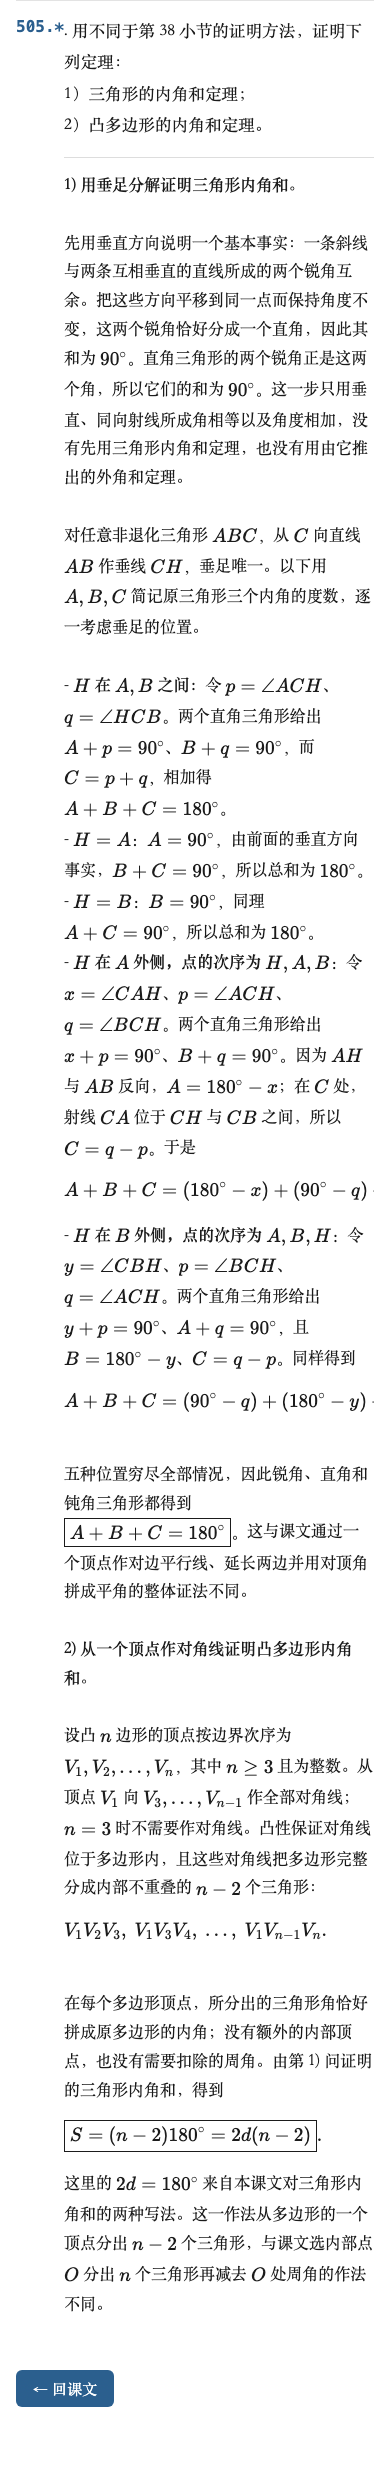 505.*. 用不同于第 38 小节的证明方法，证明下
列定理：
1）三角形的内角和定理；
2）凸多边形的内角和定理。
1) 用垂足分解证明三角形内角和。
先用垂直方向说明一个基本事实：一条斜线
与两条互相垂直的直线所成的两个锐角互
余。把这些方向平移到同一点而保持角度不
变，这两个锐角恰好分成一个直角，因此其
和为 90°。直角三角形的两个锐角正是这两
个角，所以它们的和为 90°。这一步只用垂
直、同向射线所成角相等以及角度相加，没
有先用三角形内角和定理，也没有用由它推
出的外角和定理。
对任意非退化三角形 ABC，从 C 向直线
AB 作垂线 CH，垂足唯一。以下用
A, B, C 简记原三角形三个内角的度数，逐
一考虑垂足的位置。
- H 在 A, B 之间：令 p = ∠ACH、
q = ∠HCB。两个直角三角形给出
A + p = 90°、B + q = 90°，而
C = p + q，相加得
A + B + C = 180°。
- H = A：A = 90°，由前面的垂直方向
事实，B + C = 90°，所以总和为 180°。
- H = B：B = 90°，同理
A + C = 90°，所以总和为 180°。
- H 在 A 外侧，点的次序为 H, A, B：令
x = ∠CAH、p = ∠ACH、
q = ∠BCH。两个直角三角形给出
x + p = 90°、B + q = 90°。因为 AH
与 AB 反向，A = 180° − x；在 C 处，
射线 CA 位于 CH 与 CB 之间，所以
C = q − p。于是
A + B + C = (180° − x) + (90° − q)
- H 在 B 外侧，点的次序为 A, B, H：令
y = ∠CBH、p = ∠BCH、
q = ∠ACH。两个直角三角形给出
y + p = 90°、A + q = 90°，且
B = 180° − y、C = q − p。同样得到
A + B + C = (90° − q) + (180° − y)
五种位置穷尽全部情况，因此锐角、直角和
钝角三角形都得到
A + B + C = 180°。这与课文通过一
个顶点作对边平行线、延长两边并用对顶角
拼成平角的整体证法不同。
2) 从一个顶点作对角线证明凸多边形内角
和。
设凸 n 边形的顶点按边界次序为
V₁, V₂, …, Vₙ，其中 n ≥ 3 且为整数。从
顶点 V₁ 向 V₃, …, Vₙ₋₁ 作全部对角线；
n = 3 时不需要作对角线。凸性保证对角线
位于多边形内，且这些对角线把多边形完整
分成内部不重叠的 n − 2 个三角形：
V₁V₂V₃, V₁V₃V₄, …, V₁Vₙ₋₁Vₙ.
在每个多边形顶点，所分出的三角形角恰好
拼成原多边形的内角；没有额外的内部顶
点，也没有需要扣除的周角。由第 1) 问证明
的三角形内角和，得到
S = (n − 2)180° = 2d(n − 2).
这里的 2d = 180° 来自本课文对三角形内
角和的两种写法。这一作法从多边形的一个
顶点分出 n − 2 个三角形，与课文选内部点
O 分出 n 个三角形再减去 O 处周角的作法
不同。
← 回课文